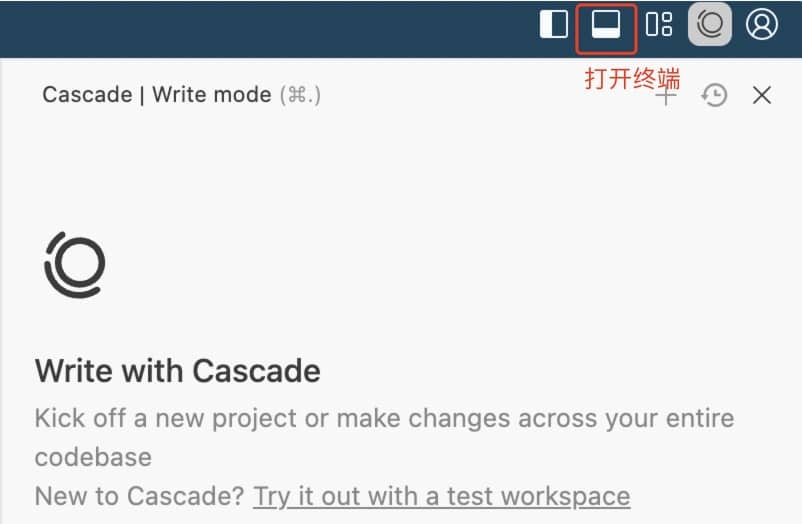 打开终端
Cascade | Write mode (⌘.)
Write with Cascade
Kick off a new project or make changes across your entire
codebase
New to Cascade? Try it out with a test workspace